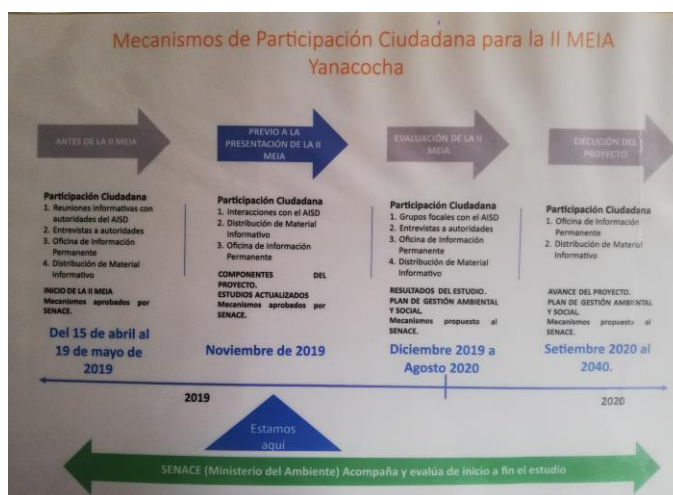 Mecanismos de Participación Ciudadana para la II MEIA
Yanacocha
ANTES DE LA II MEIA
Participación Ciudadana
1. Reuniones informativas con
autoridades del AISD
2. Entrevistas a autoridades
3. Oficina de Información
Permanente
4. Distribución de Material
Informativo
INICIO DE LA II MEIA
Mecanismos aprobados por
SENACE.
Del 15 de abril al
19 de mayo de
2019
PREVIO A LA
PRESENTACIÓN DE LA II
MEIA
Participación Ciudadana
1. Interacciones con el AISD
2. Distribución de Material
Informativo
3. Oficina de Información
Permanente
COMPONENTES DEL
PROYECTO.
ESTUDIOS ACTUALIZADOS
Mecanismos aprobados por
SENACE.
Noviembre de 2019
EVALUACIÓN DE LA II
MEIA
Participación Ciudadana
1. Grupos focales con el AISD
2. Entrevistas a autoridades
3. Oficina de Información
Permanente
4. Distribución de Material
Informativo
RESULTADOS DEL ESTUDIO.
PLAN DE GESTIÓN AMBIENTAL
Y SOCIAL
Mecanismo propuesto al
SENACE.
Diciembre 2019 a
Agosto 2020
EJECUCIÓN DEL
PROYECTO
Participación Ciudadana
1. Oficina de Información
Permanente
2. Distribución de Material
Informativo
AVANCE DEL PROYECTO.
PLAN DE GESTIÓN AMBIENTAL
Y SOCIAL
Mecanismo propuesto al
SENACE.
Setiembre 2020 al
2040.
2019
2020
Estamos
aquí
SENACE (Ministerio del Ambiente) Acompaña y evalúa de inicio a fin el estudio